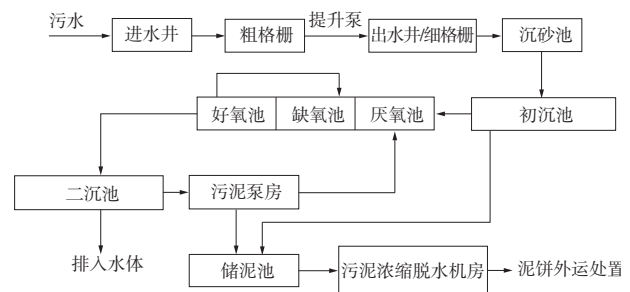 污水
进水井
粗格栅
提升泵
出水井/细格栅
沉砂池
好氧池
缺氧池
厌氧池
初沉池
二沉池
污泥泵房
排入水体
储泥池
污泥浓缩脱水机房
泥饼外运处置